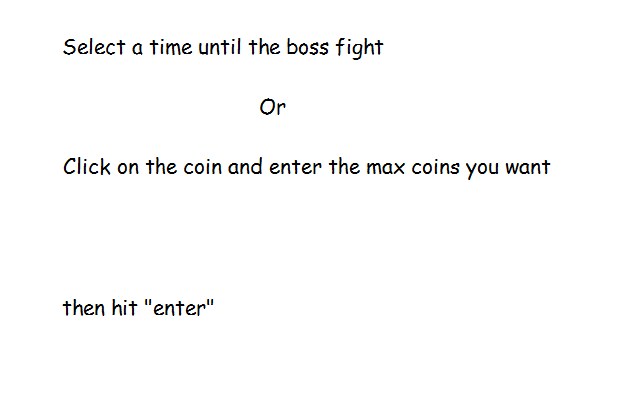 Select a time until the boss fight
Or
Click on the coin and enter the max coins you want
then hit "enter"